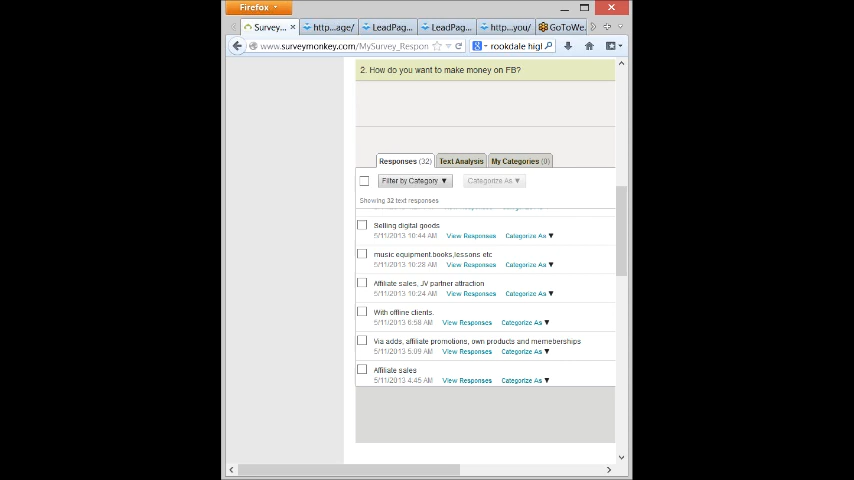 Firefox
Survey... × http...age/ LeadPag... LeadPag... http...you/ GoToWe.
www.surveymonkey.com/MySurvey_Respon rookdale higl
2. How do you want to make money on FB?
Responses (32) Text Analysis My Categories (0)
Filter by Category ▼ Categorize As ▼
Showing 32 text responses
Selling digital goods
5/11/2013 10:44 AM View Responses Categorize As ▼
music equipment.books,lessons etc
5/11/2013 10:28 AM View Responses Categorize As ▼
Affiliate sales, JV partner attraction
5/11/2013 10:24 AM View Responses Categorize As ▼
With offline clients.
5/11/2013 6:58 AM View Responses Categorize As ▼
Via adds, affiliate promotions, own products and memeberships
5/11/2013 5:09 AM View Responses Categorize As ▼
Affiliate sales
5/11/2013 4:45 AM View Responses Categorize As ▼